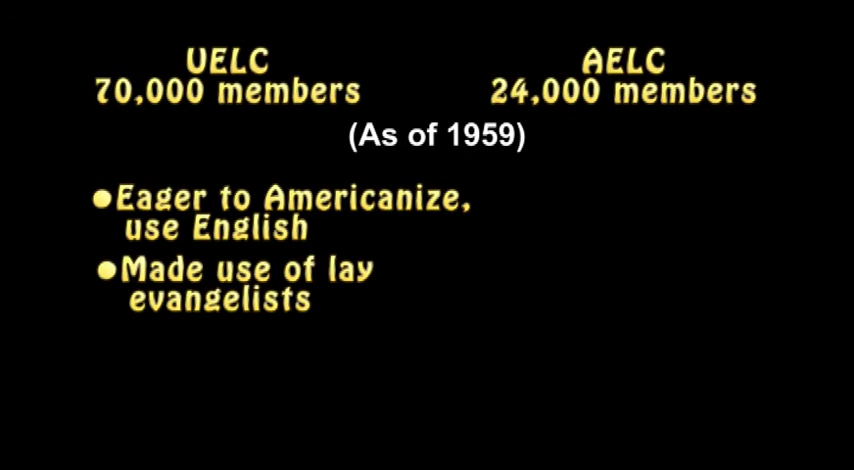 UELC
70,000 members
AELC
24,000 members
(As of 1959)
●Eager to Americanize,
use English
●Made use of lay
evangelists